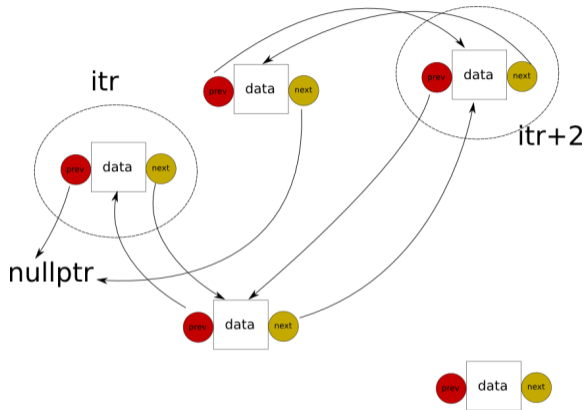 itr
prev data next
prev data next
itr+2
prev data next
nullptr
prev data next
prev data next